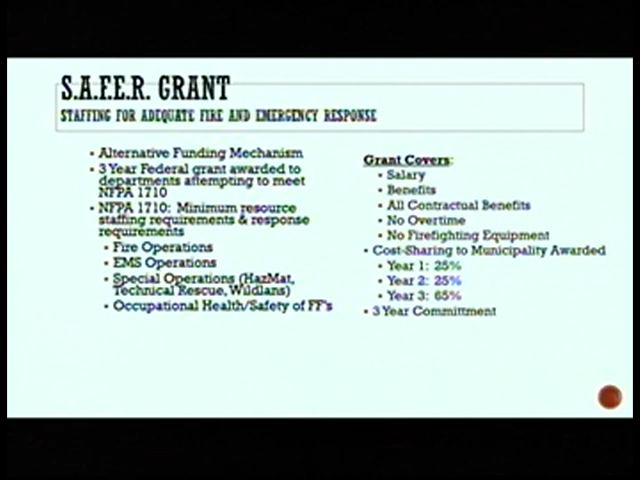 S.A.F.E.R. GRANT
STAFFING FOR ADEQUATE FIRE AND EMERGENCY RESPONSE
▪ Alternative Funding Mechanism
▪ 3 Year Federal grant awarded to
departments attempting to meet
NFPA 1710
▪ NFPA 1710: Minimum resource
staffing requirements & response
requirements
▪ Fire Operations
▪ EMS Operations
▪ Special Operations (HazMat,
Technical Rescue, Wildlans)
▪ Occupational Health/Safety of FF's
Grant Covers:
▪ Salary
▪ Benefits
▪ All Contractual Benefits
▪ No Overtime
▪ No Firefighting Equipment
▪ Cost-Sharing to Municipality Awarded
▪ Year 1: 25%
▪ Year 2: 25%
▪ Year 3: 65%
▪ 3 Year Committment